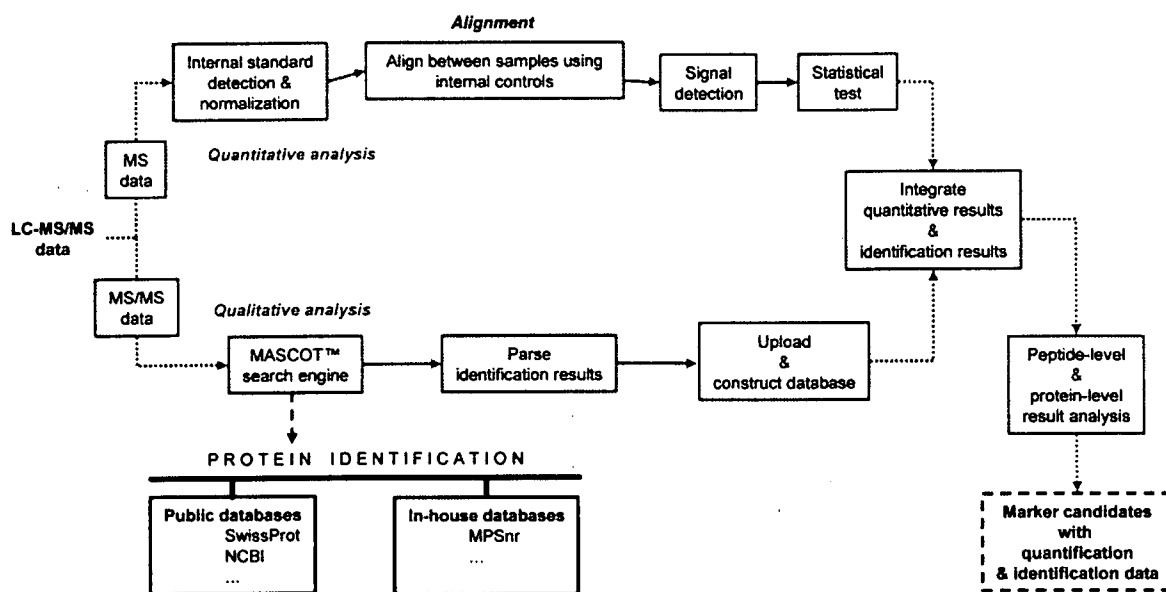 Alignment
Internal standard
detection &
normalization
Align between samples using
internal controls
Signal
detection
Statistical
test
Quantitative analysis
MS
data
LC-MS/MS
data
MS/MS
data
Integrate
quantitative results
&
identification results
Qualitative analysis
MASCOT™
search engine
Parse
identification results
Upload
&
construct database
Peptide-level
&
protein-level
result analysis
PROTEIN IDENTIFICATION
Public databases
SwissProt
NCBI
...
In-house databases
MPSnr
...
Marker candidates
with
quantification
& identification data